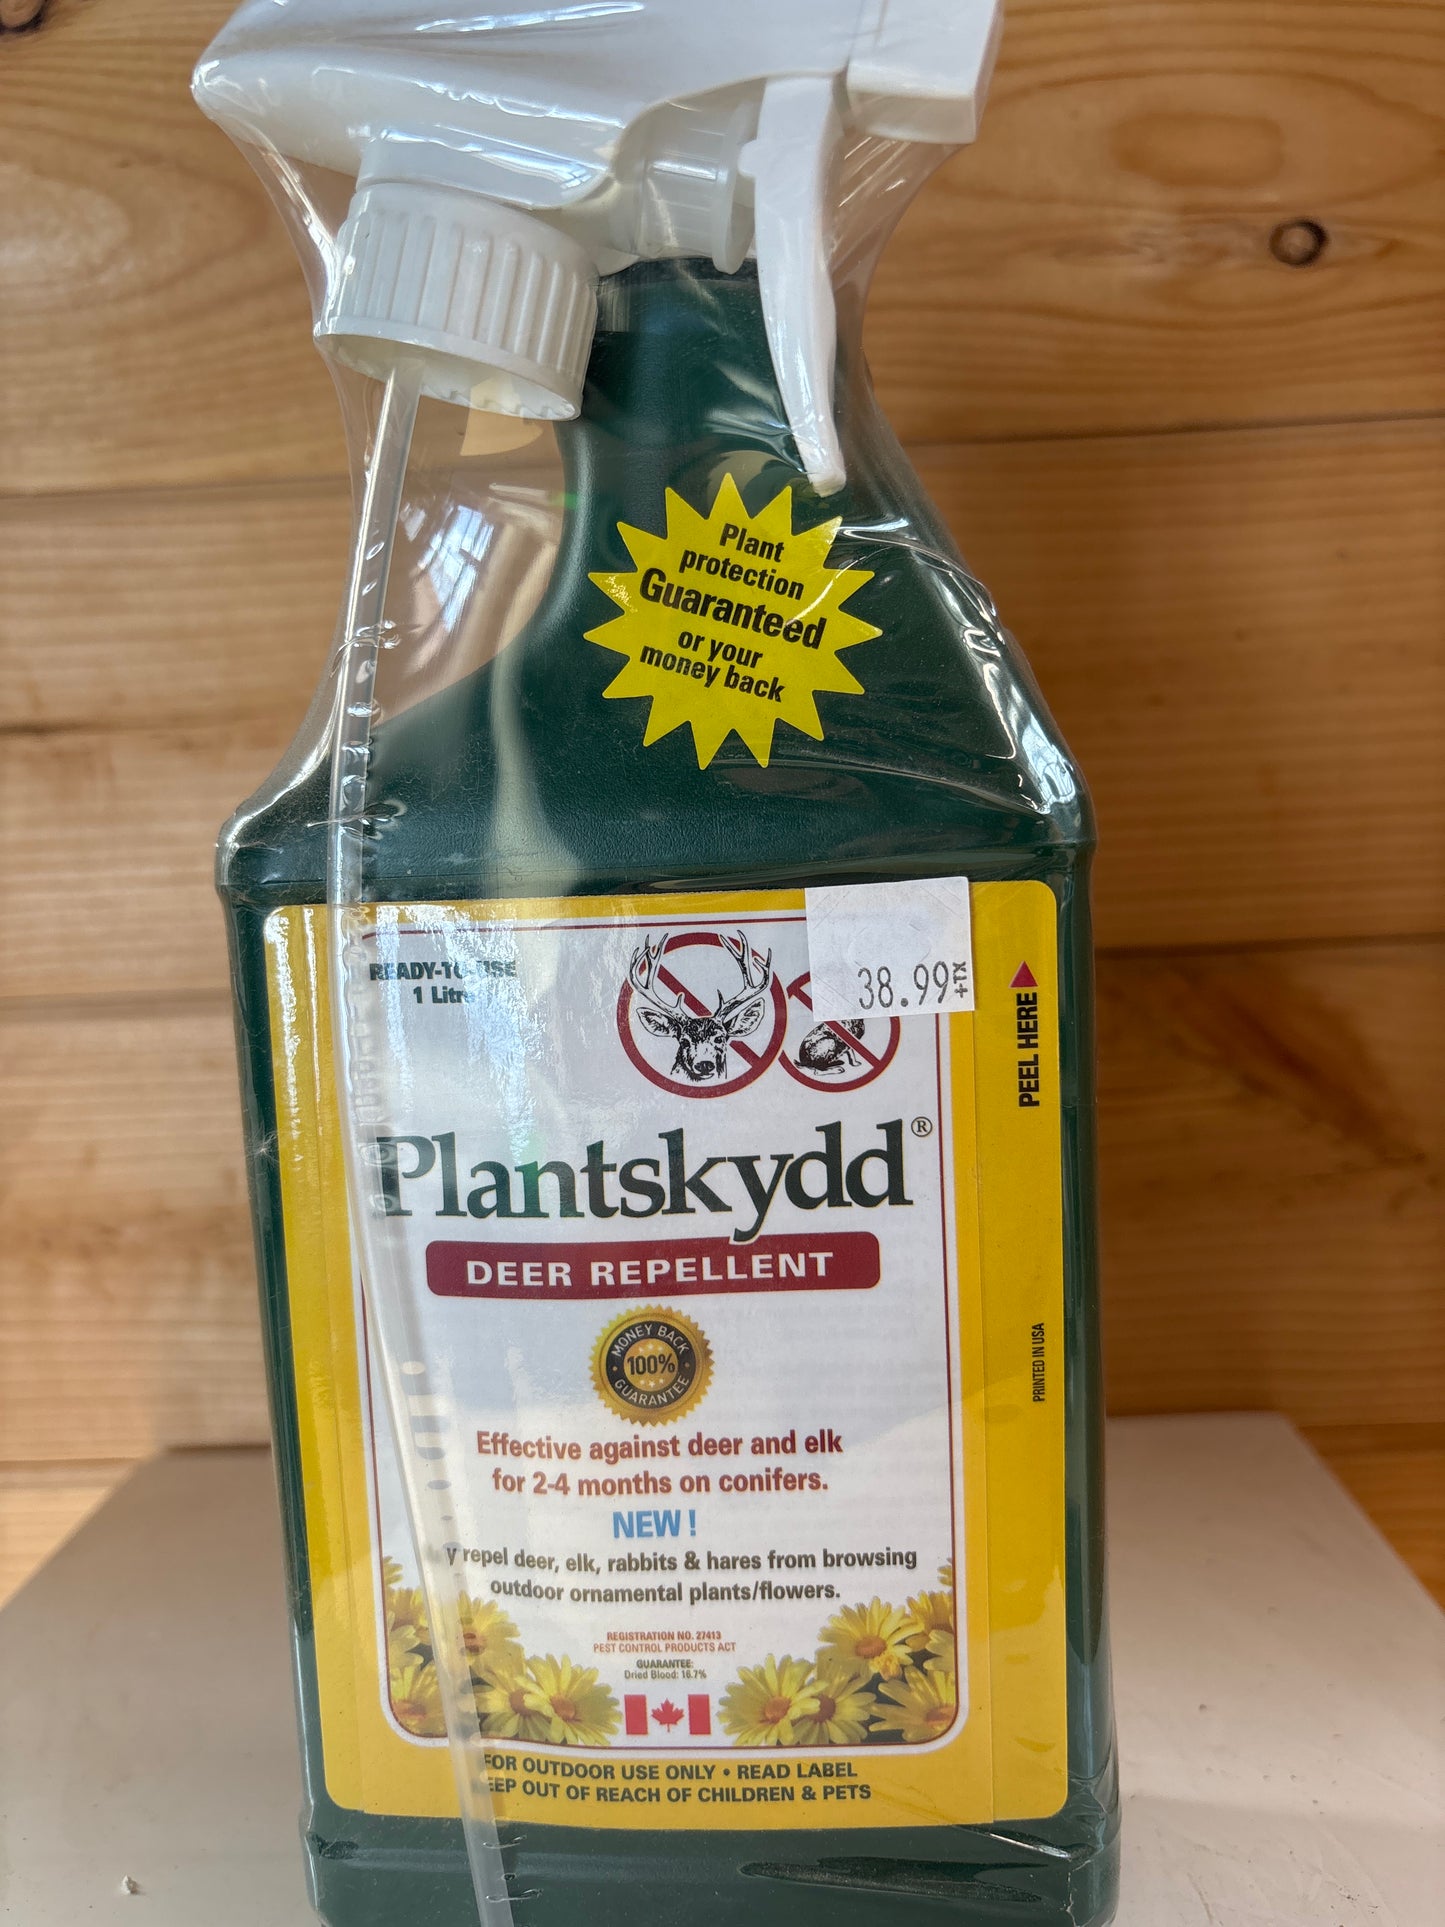 Plant
protection
Guaranteed
or your
money back
READY-TO-USE
1 Litre
38.99 +TX
PEEL HERE
Plantskydd®
DEER REPELLENT
MONEY BACK
100%
GUARANTEE
PRINTED IN USA
Effective against deer and elk
for 2-4 months on conifers.
NEW!
y repel deer, elk, rabbits & hares from browsing
outdoor ornamental plants/flowers.
REGISTRATION NO. 27413
PEST CONTROL PRODUCTS ACT
GUARANTEE:
Dried Blood: 16.7%
FOR OUTDOOR USE ONLY • READ LABEL
KEEP OUT OF REACH OF CHILDREN & PETS